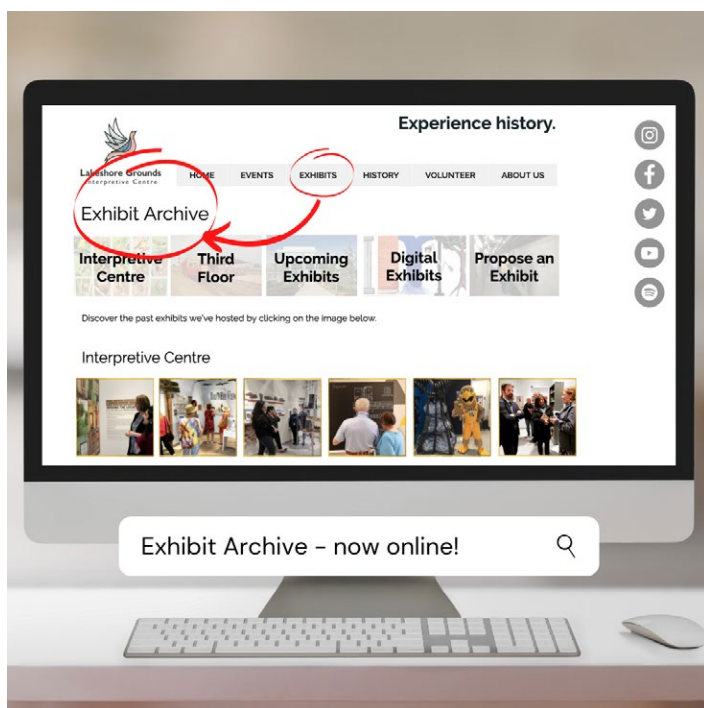 Experience history.
Lakeshore Grounds
Interpretive Centre
HOME EVENTS EXHIBITS HISTORY VOLUNTEER ABOUT US
Exhibit Archive
Interpretive Centre
Third Floor
Upcoming Exhibits
Digital Exhibits
Propose an Exhibit
Discover the past exhibits we've hosted by clicking on the image below.
Interpretive Centre
Exhibit Archive - now online!